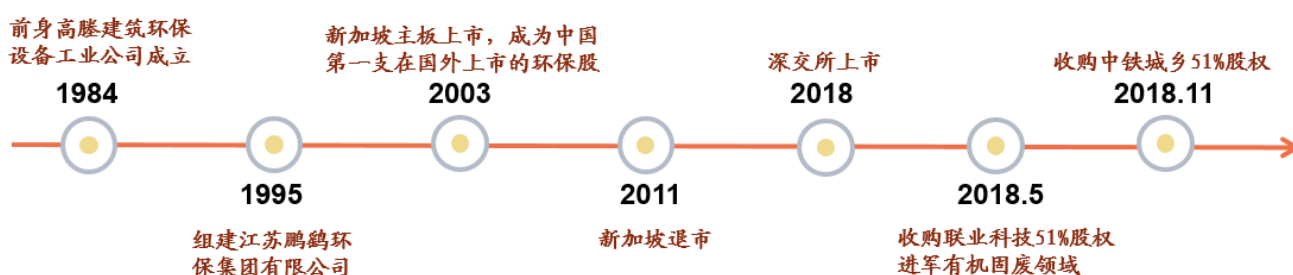 前身高塍建筑环保
设备工业公司成立
1984
1995
组建江苏鹏鹞环
保集团有限公司
新加坡主板上市，成为中国
第一支在国外上市的环保股
2003
2011
新加坡退市
深交所上市
2018
2018.5
收购联业科技51%股权
进军有机固废领域
收购中铁城乡51%股权
2018.11